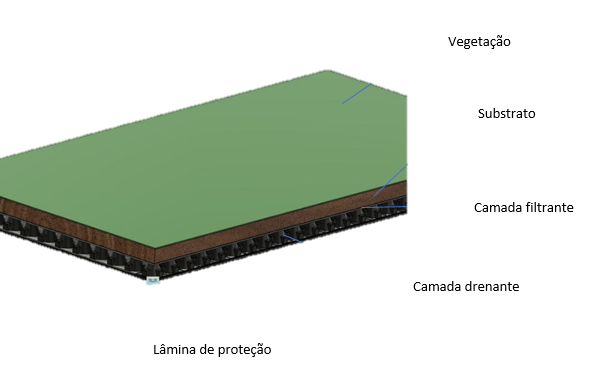 Vegetação
Substrato
Camada filtrante
Camada drenante
Lâmina de proteção